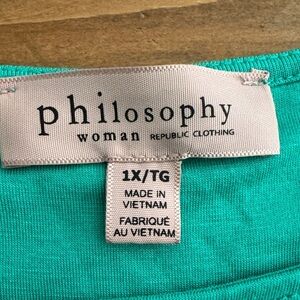 philosophy
woman REPUBLIC CLOTHING
1X/TG
MADE IN
VIETNAM
FABRIQUÉ
AU VIETNAM